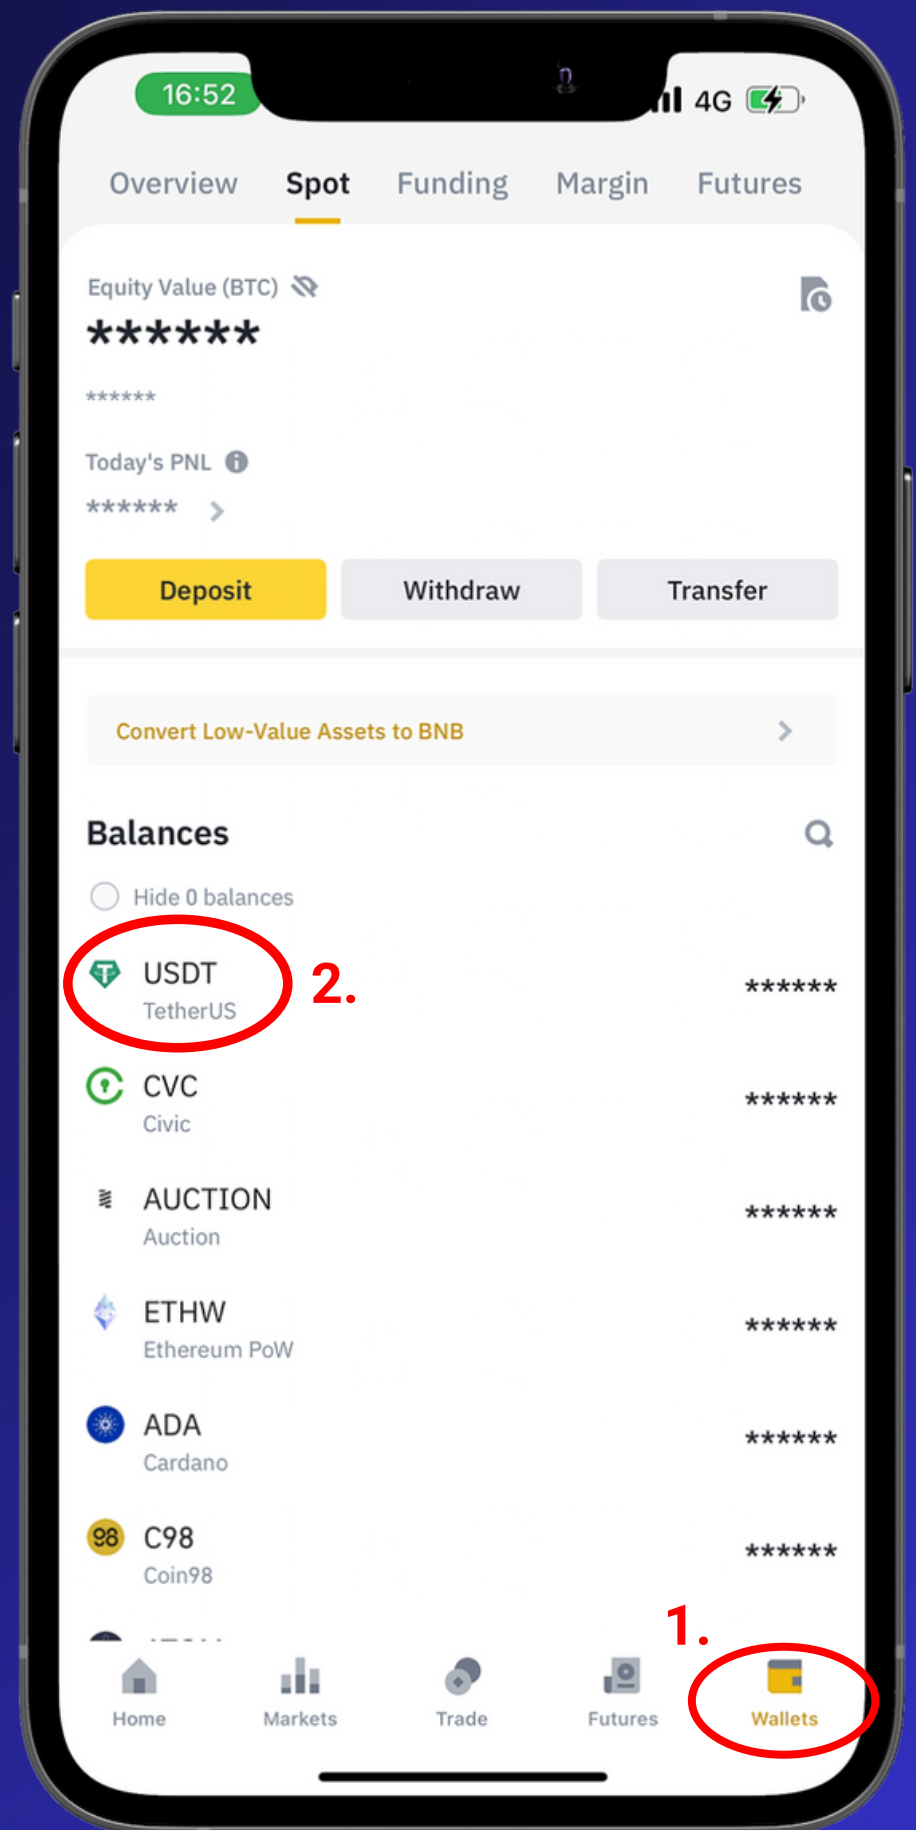 16:52 4G
Overview Spot Funding Margin Futures
Equity Value (BTC)
******
******
Today's PNL
******
Deposit Withdraw Transfer
Convert Low-Value Assets to BNB
Balances
Hide 0 balances
USDT 2.
TetherUS ******
CVC
Civic ******
AUCTION
Auction ******
ETHW
Ethereum PoW ******
ADA
Cardano ******
98 C98
Coin98 ******
1.
Home Markets Trade Futures Wallets